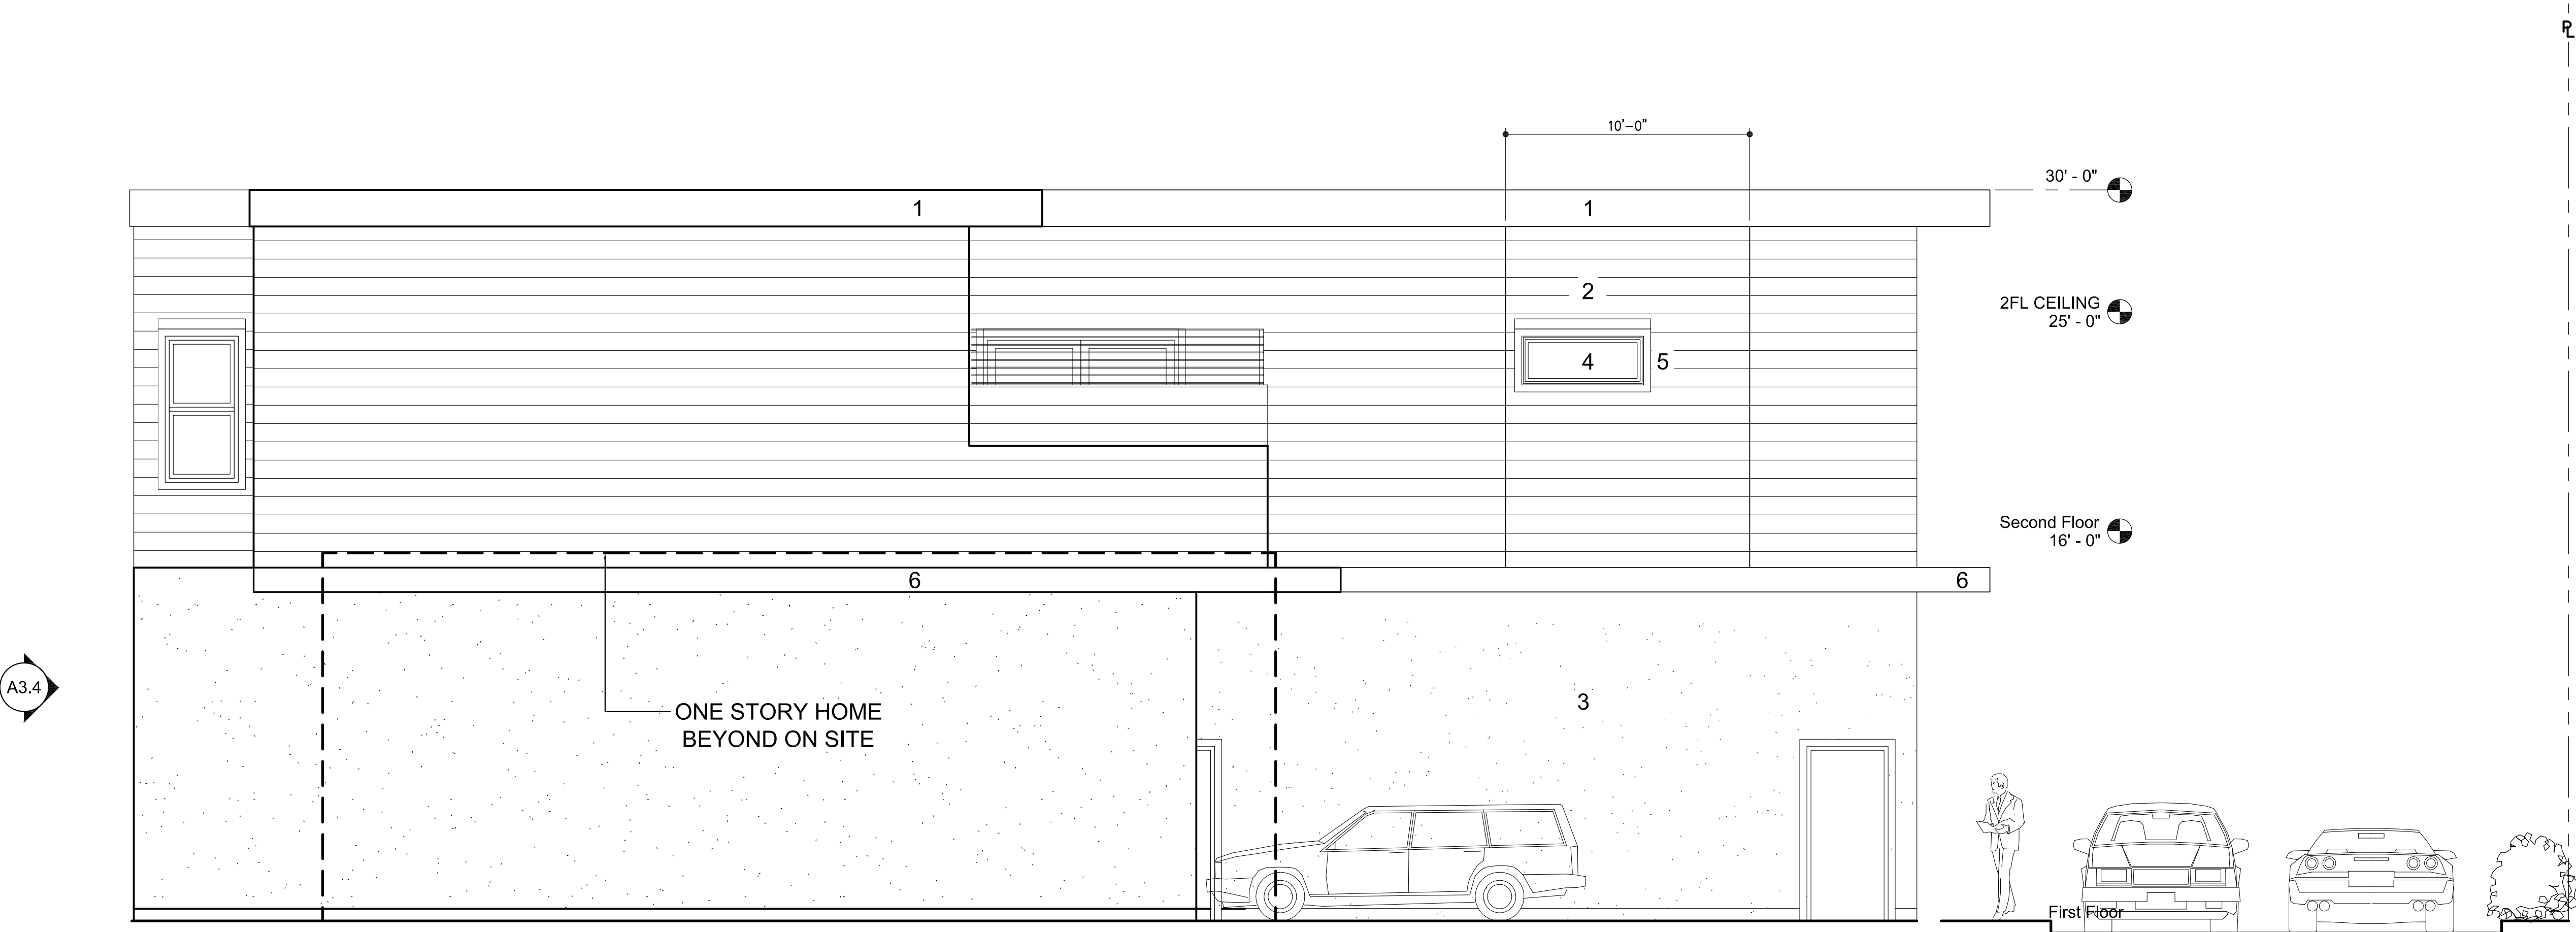 PL
10'-0"
30' - 0"
1
1
2
2FL CEILING
25' - 0"
4
5
Second Floor
16' - 0"
6
6
A3.4
ONE STORY HOME
BEYOND ON SITE
3
First Floor